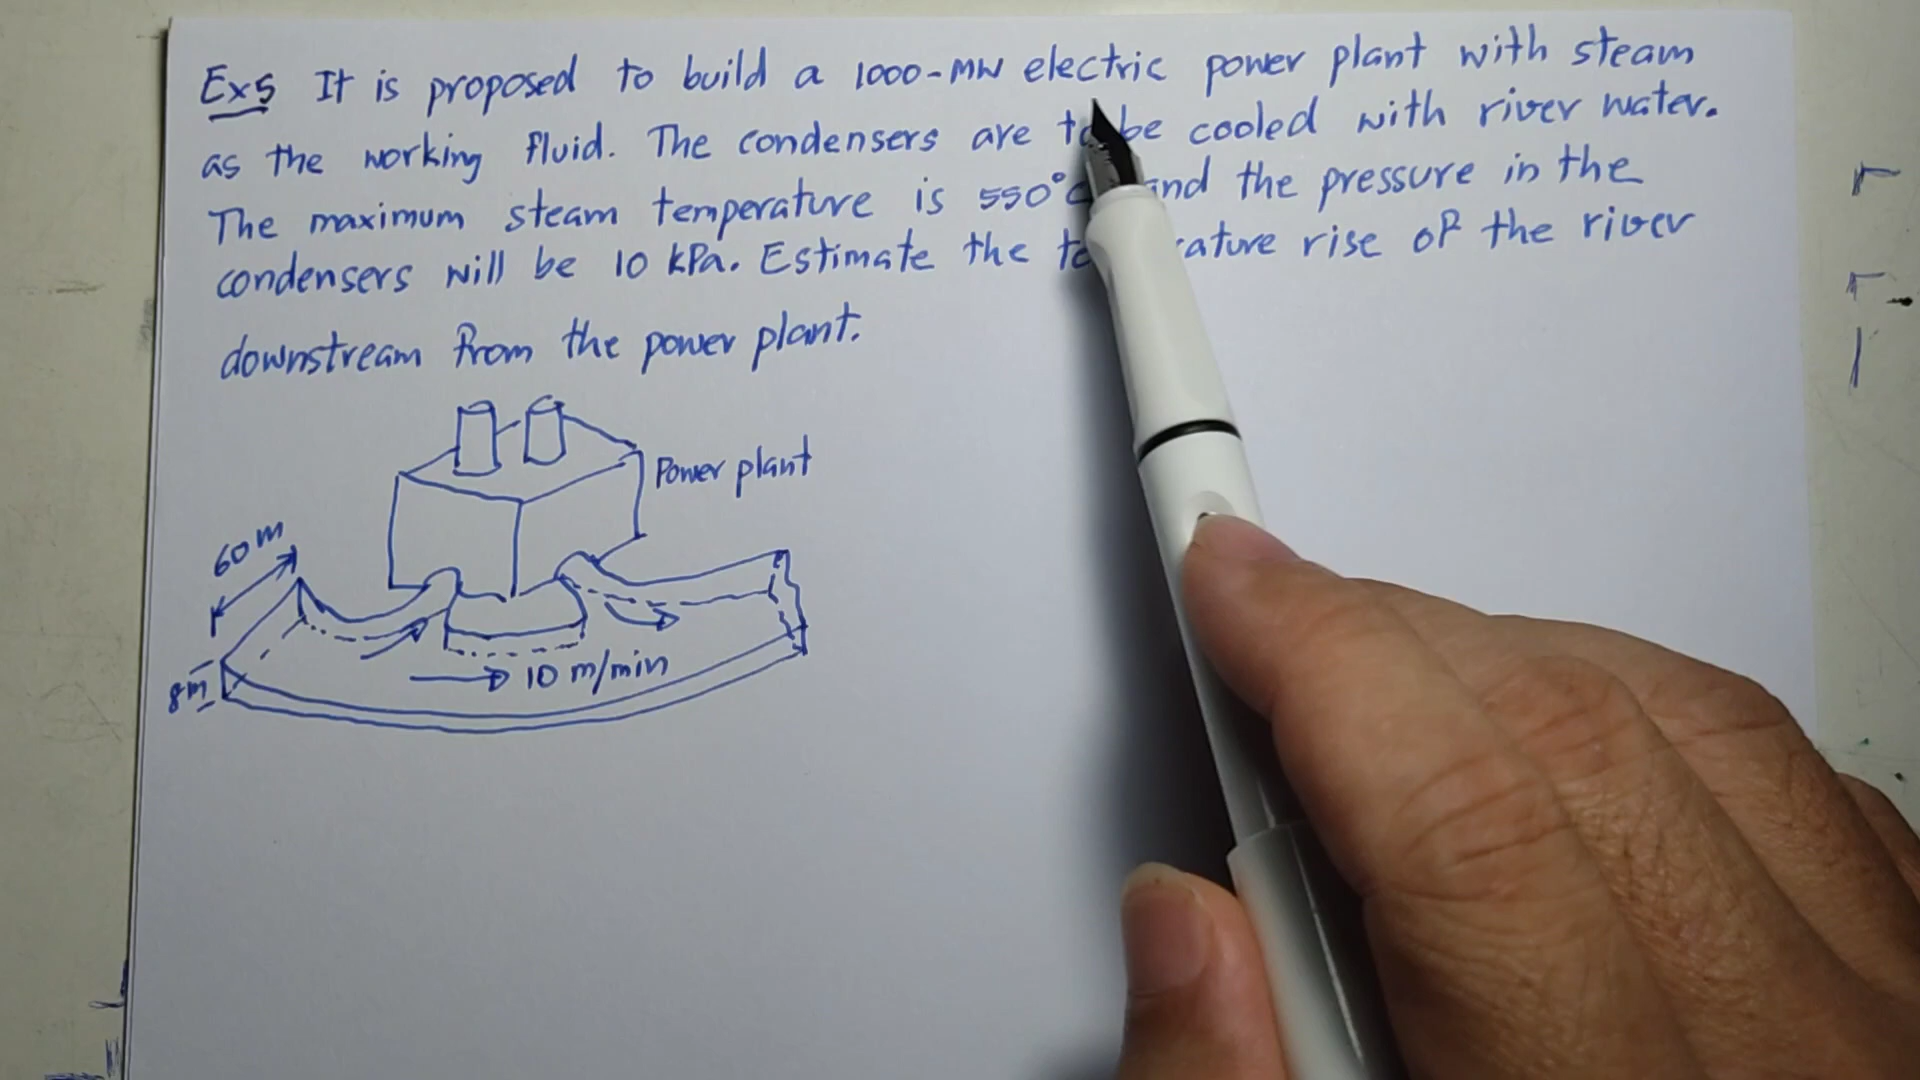 Ex5 It is proposed to build a 1000-MW electric power plant with steam
as the working fluid. The condensers are to be cooled with river water.
The maximum steam temperature is 550°C and the pressure in the
condensers will be 10 kPa. Estimate the rise of the river
downstream from the power plant.
Power plant
60 m
10 m/min
8m